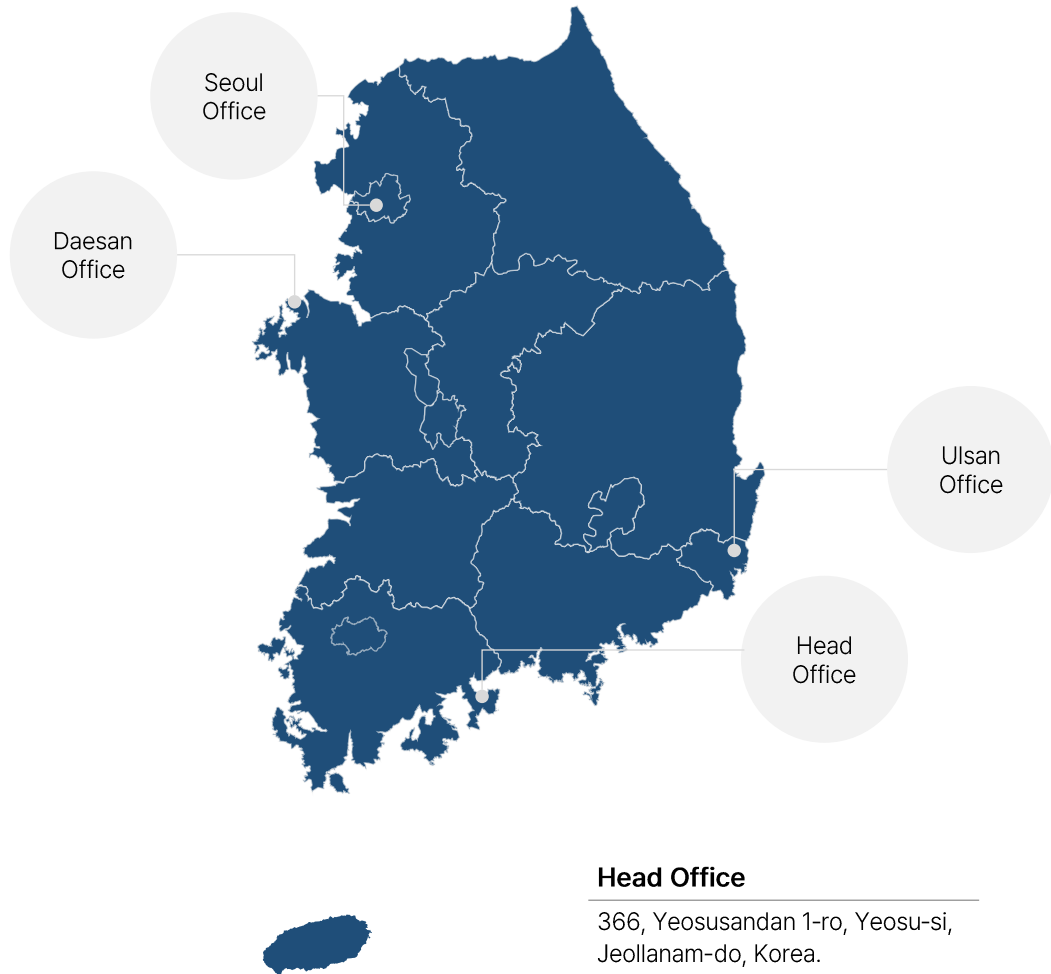 Seoul
Office
Daesan
Office
Ulsan
Office
Head
Office
Head Office
366, Yeosusandan 1-ro, Yeosu-si,
Jeollanam-do, Korea.